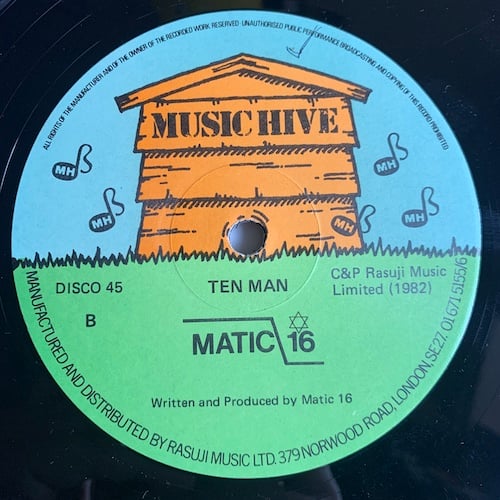 ALL RIGHTS OF THE MANUFACTURER AND OF THE OWNER OF THE RECORDED WORK RESERVED · UNAUTHORISED PUBLIC PERFORMANCE BROADCASTING AND COPYING OF THIS RECORD PROHIBITED
MUSIC HIVE
MH
MH
MH
MH
MH
DISCO 45
TEN MAN
C&P Rasuji Music
Limited (1982)
B
MATIC 16
Written and Produced by Matic 16
MANUFACTURED AND DISTRIBUTED BY RASUJI MUSIC LTD. 379 NORWOOD ROAD, LONDON, SE27. 01 671 5155/6